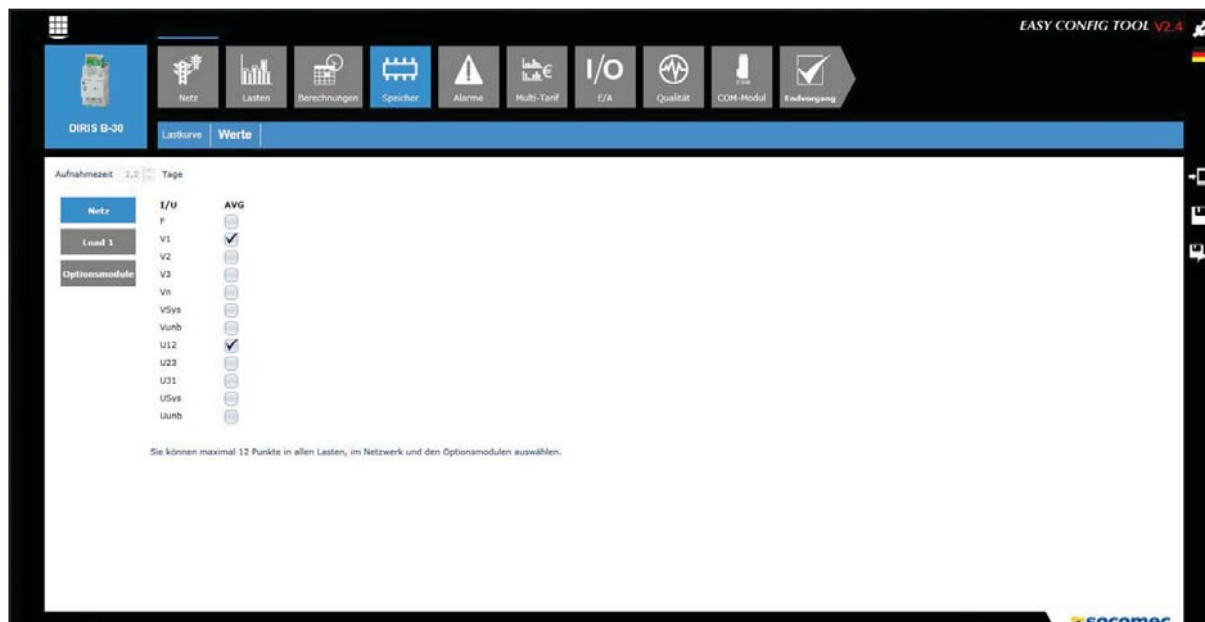 EASY CONFIG TOOL V2.4
Netz
Lasten
Berechnungen
Speicher
Alarme
Multi-Tarif
I/O
E/A
Qualität
COM-Modul
Endvorgang
DIRIS B-30
Lastkurve
Werte
Aufnahmezeit 2,2 Tage
Netz
Load 1
Optionsmodule
I/U AVG
F
V1
V2
V3
Vn
VSys
Vunb
U12
U23
U31
USys
Uunb
Sie können maximal 12 Punkte in allen Lasten, im Netzwerk und den Optionsmodulen auswählen.
socomec